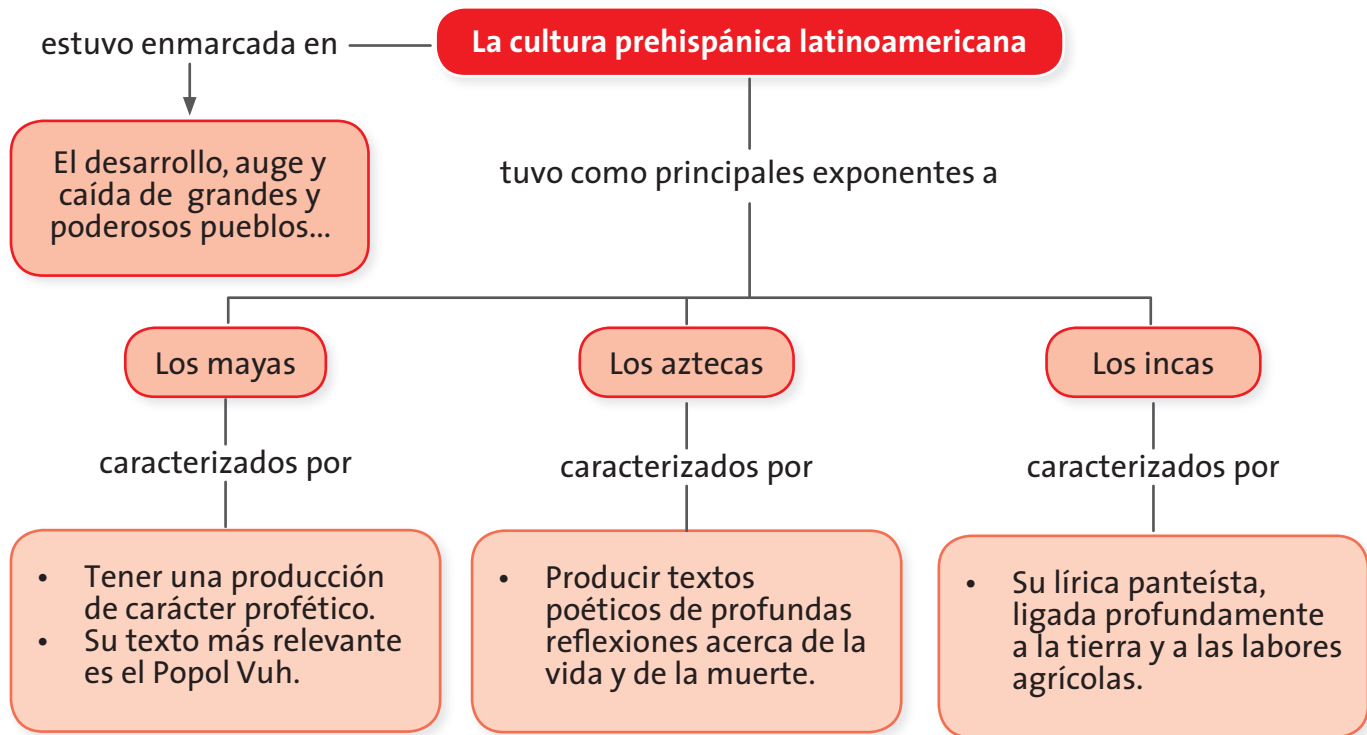 La cultura prehispánica latinoamericana
estuvo enmarcada en
El desarrollo, auge y
caída de grandes y
poderosos pueblos...
tuvo como principales exponentes a
Los mayas
caracterizados por
• Tener una producción
de carácter profético.
• Su texto más relevante
es el Popol Vuh.
Los aztecas
caracterizados por
• Producir textos
poéticos de profundas
reflexiones acerca de la
vida y de la muerte.
Los incas
caracterizados por
• Su lírica panteísta,
ligada profundamente
a la tierra y a las labores
agrícolas.